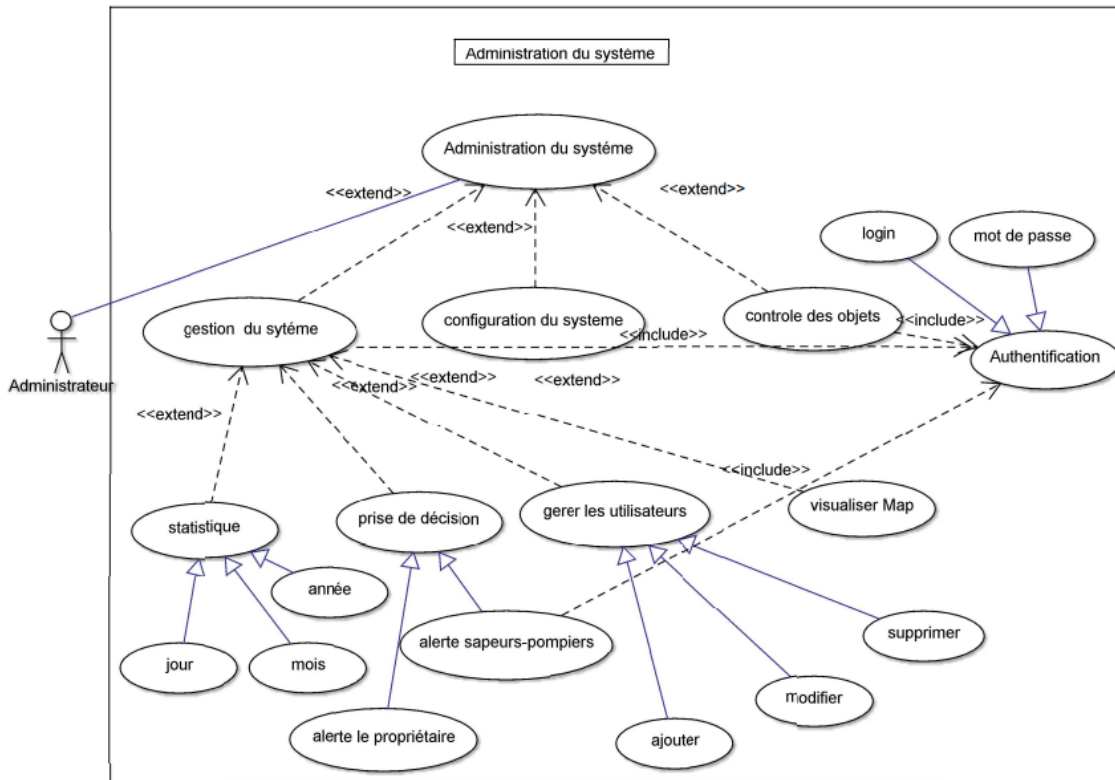 Administration du système
Administration du systéme
<<extend>>
<<extend>>
<<extend>>
login
mot de passe
gestion du sytéme
configuration du systeme
controle des objets
<<include>>
<<include>>
Authentification
Administrateur
<<extend>>
<<extend>>
<<extend>>
<<extend>>
<<include>>
statistique
prise de décision
gerer les utilisateurs
visualiser Map
année
alerte sapeurs-pompiers
supprimer
jour
mois
modifier
alerte le propriétaire
ajouter